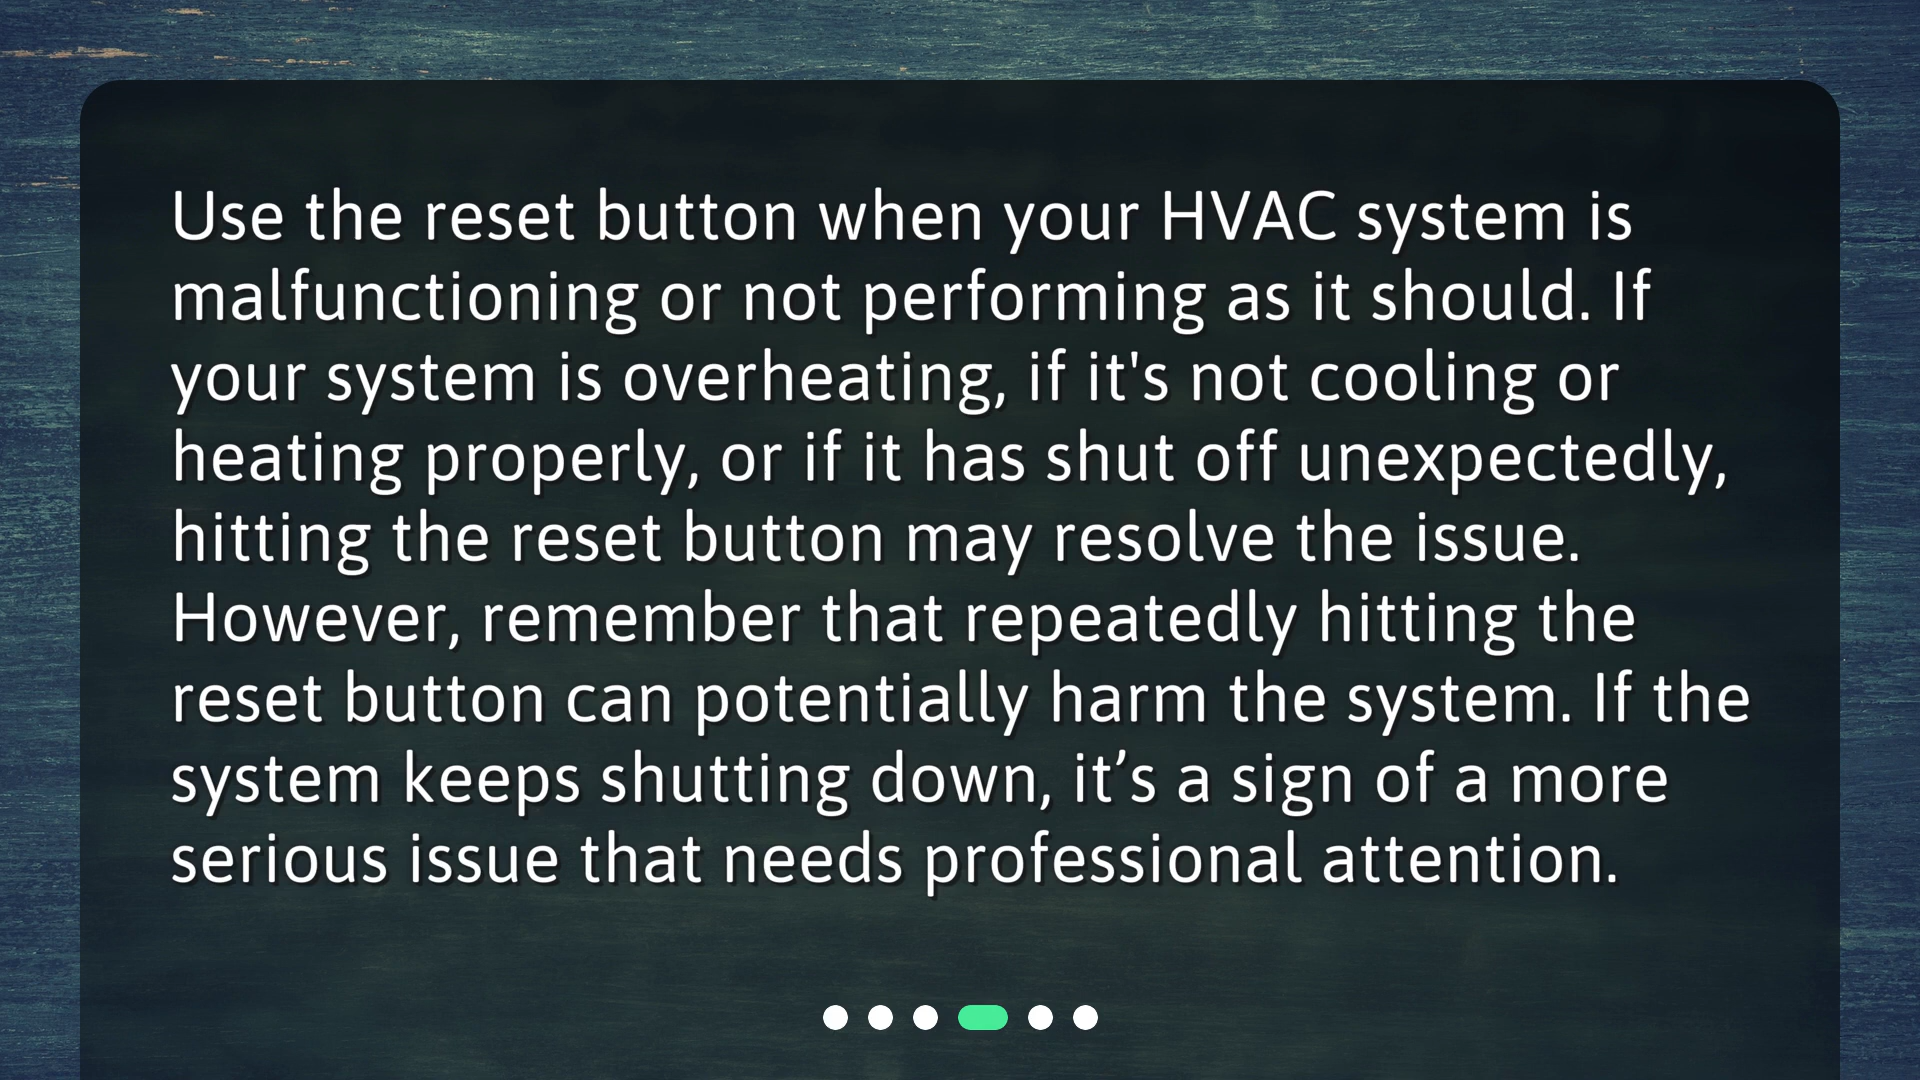 Use the reset button when your HVAC system is
malfunctioning or not performing as it should. If
your system is overheating, if it's not cooling or
heating properly, or if it has shut off unexpectedly,
hitting the reset button may resolve the issue.
However, remember that repeatedly hitting the
reset button can potentially harm the system. If the
system keeps shutting down, it’s a sign of a more
serious issue that needs professional attention.